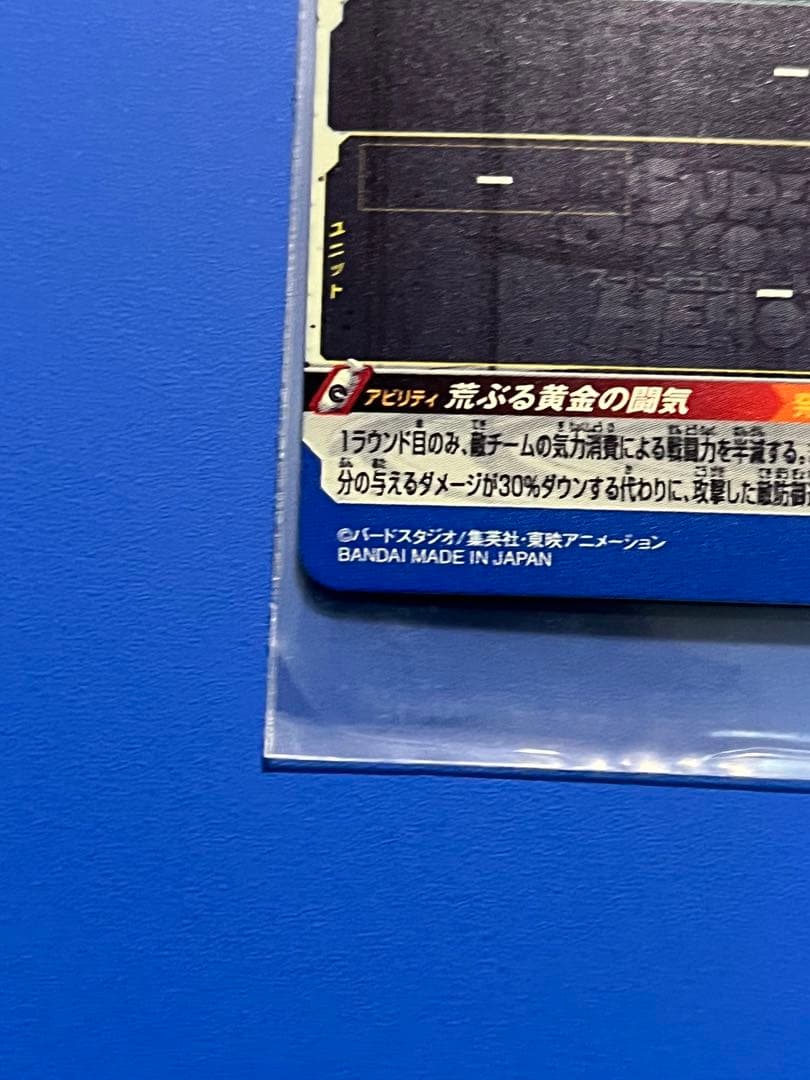 ー
SUP
ユニット
ー
HERO
アビリティ 荒ぶる黄金の闘気
1ラウンド目のみ、敵チームの気力消費による戦闘力を半減する。
分の与えるダメージが30%ダウンする代わりに、攻撃した敵防御
©バードスタジオ/集英社・東映アニメーション
BANDAI MADE IN JAPAN